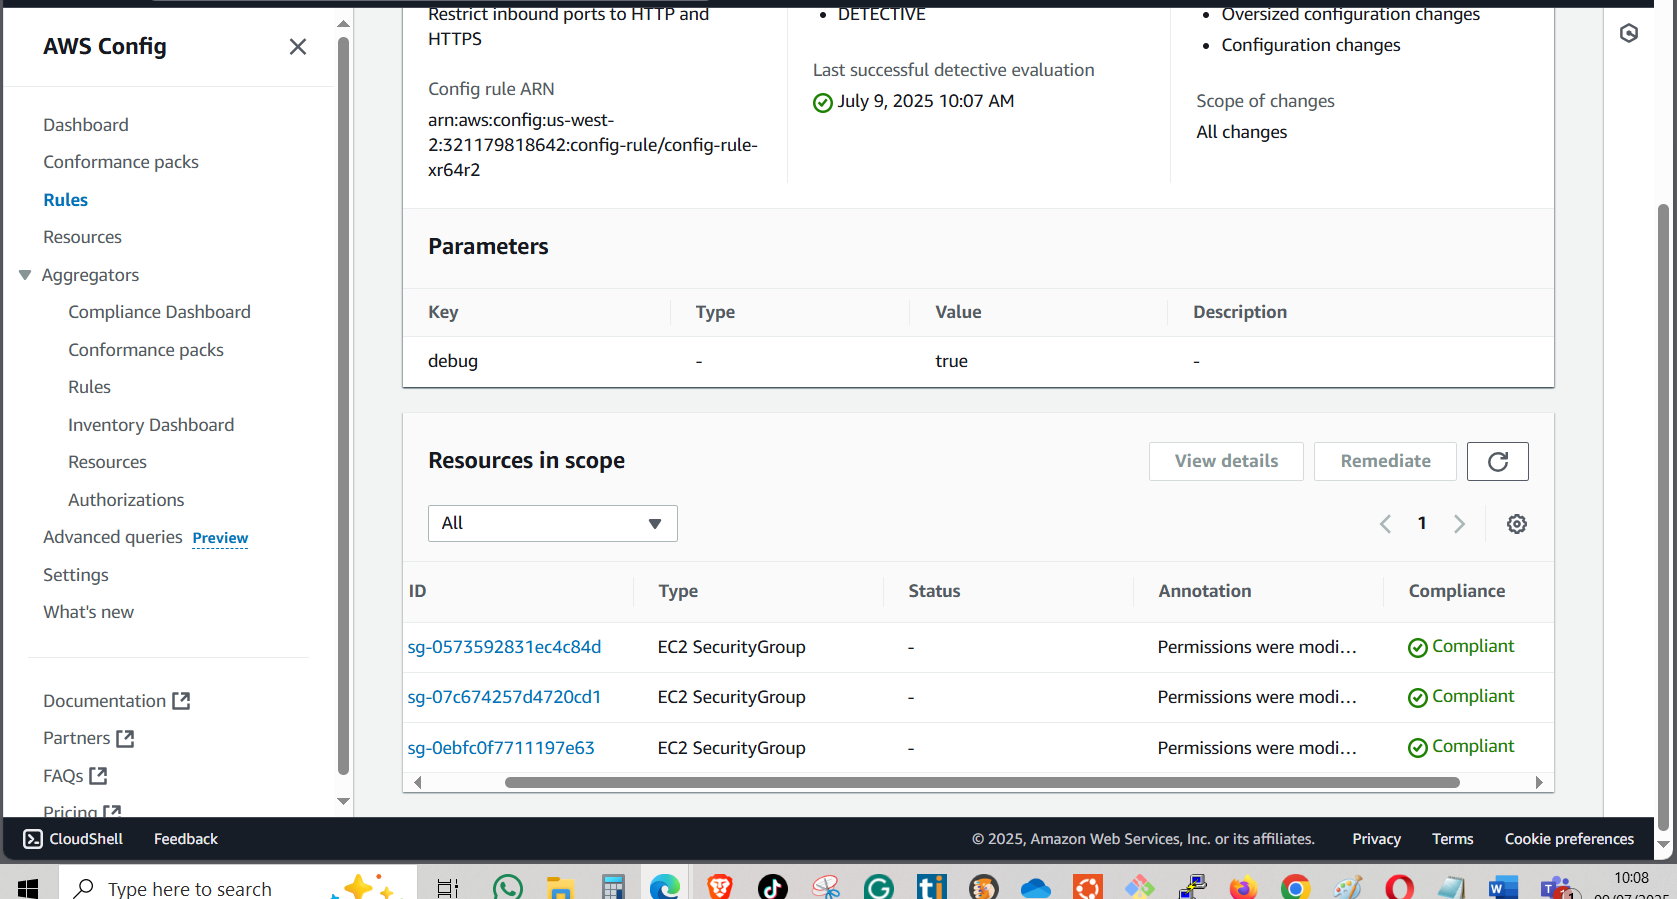 AWS Config
Dashboard
Conformance packs
Rules
Resources
Aggregators
Compliance Dashboard
Conformance packs
Rules
Inventory Dashboard
Resources
Authorizations
Advanced queries Preview
Settings
What's new
Documentation
Partners
FAQs
Pricing
Restrict inbound ports to HTTP and
HTTPS
Config rule ARN
arn:aws:config:us-west-
2:321179818642:config-rule/config-rule-
xr64r2
DETECTIVE
Last successful detective evaluation
July 9, 2025 10:07 AM
Oversized configuration changes
Configuration changes
Scope of changes
All changes
Parameters
Key Type Value Description
debug - true -
Resources in scope
View details Remediate
All
1
ID Type Status Annotation Compliance
sg-0573592831ec4c84d EC2 SecurityGroup - Permissions were modi... Compliant
sg-07c674257d4720cd1 EC2 SecurityGroup - Permissions were modi... Compliant
sg-0ebfc0f7711197e63 EC2 SecurityGroup - Permissions were modi... Compliant
CloudShell Feedback © 2025, Amazon Web Services, Inc. or its affiliates. Privacy Terms Cookie preferences
Type here to search
10:08